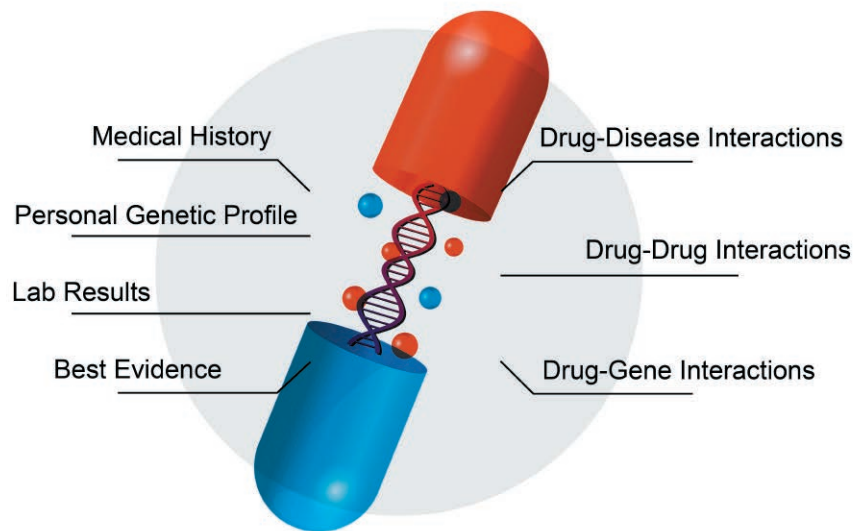 Medical History
Personal Genetic Profile
Lab Results
Best Evidence
Drug-Disease Interactions
Drug-Drug Interactions
Drug-Gene Interactions